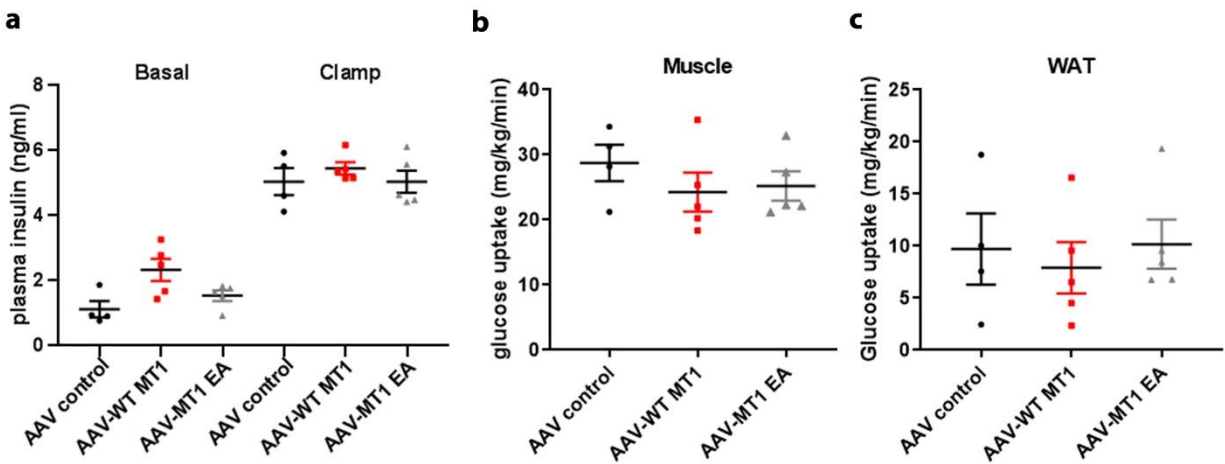 a
Basal
Clamp
plasma insulin (ng/ml)
8
6
4
2
0
AAV control
AAV-WT MT1
AAV-MT1 EA
AAV control
AAV-WT MT1
AAV-MT1 EA
b
Muscle
glucose uptake (mg/kg/min)
40
30
20
10
0
AAV control
AAV-WT MT1
AAV-MT1 EA
c
WAT
Glucose uptake (mg/kg/min)
25
20
15
10
5
0
AAV control
AAV-WT MT1
AAV-MT1 EA